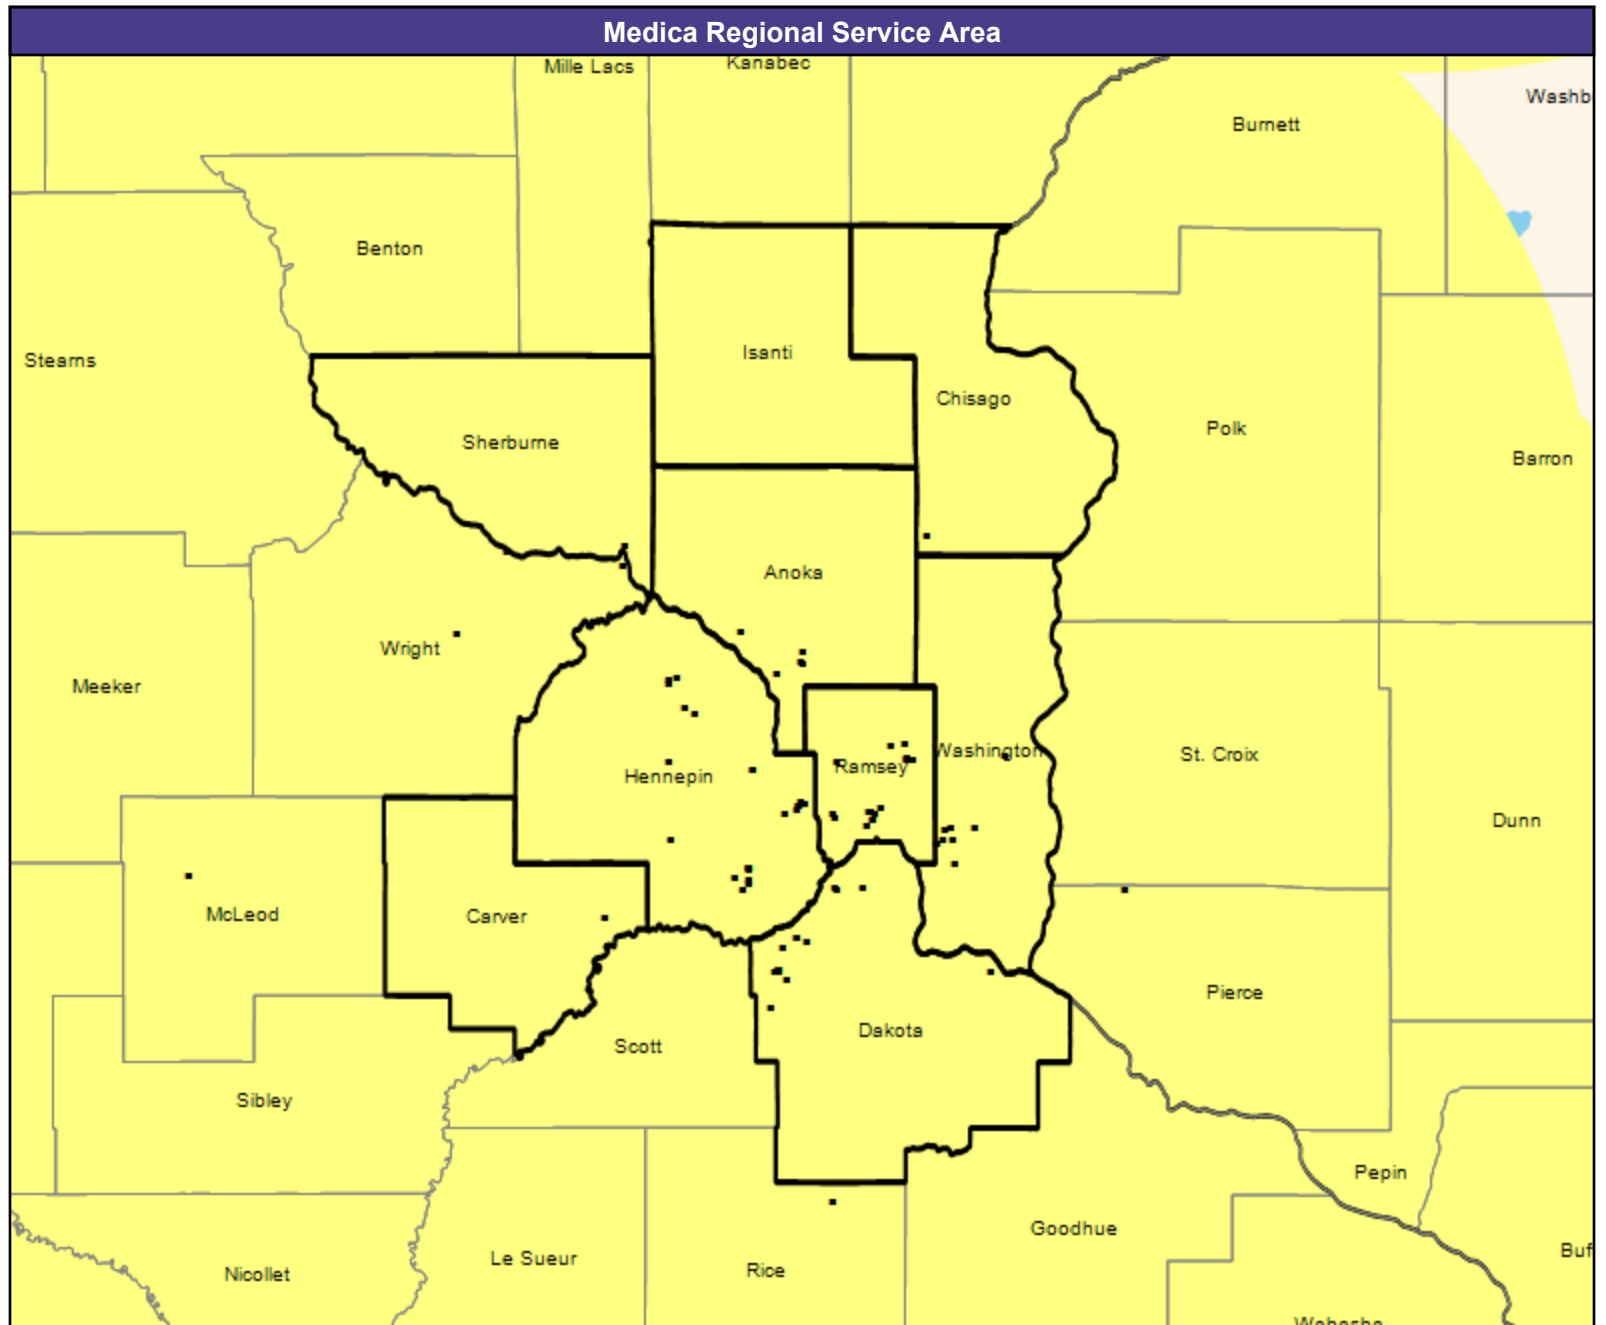 Medica Regional Service Area
Mille Lacs
Kanabec
Washb
Burnett
Benton
Stearns
Isanti
Chisago
Sherburne
Polk
Barron
Anoka
Wright
Meeker
Washington
St. Croix
Hennepin
Ramsey
Dunn
McLeod
Carver
Pierce
Dakota
Scott
Sibley
Pepin
Goodhue
Buf
Le Sueur
Rice
Nicollet